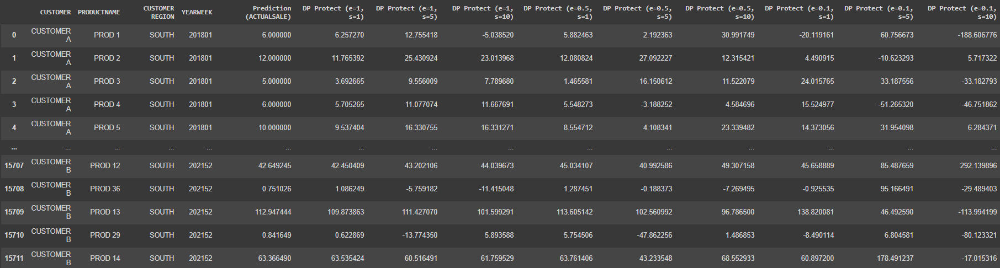 CUSTOMER PRODUCTNAME CUSTOMER REGION YEARWEEK Prediction (ACTUALSALE) DP Protect (e=1, s=1) DP Protect (e=1, s=5) DP Protect (e=1, s=10) DP Protect (e=0.5, s=1) DP Protect (e=0.5, s=5) DP Protect (e=0.5, s=10) DP Protect (e=0.1, s=1) DP Protect (e=0.1, s=5) DP Protect (e=0.1, s=10)
0 CUSTOMER A PROD 1 SOUTH 201801 6.000000 6.257270 12.755418 -5.038520 5.882463 2.192363 30.991749 -20.119161 60.756673 -188.606776
1 CUSTOMER A PROD 2 SOUTH 201801 12.000000 11.765392 25.430924 23.013968 12.080824 27.092227 12.315421 4.490915 -10.623293 5.717322
2 CUSTOMER A PROD 3 SOUTH 201801 5.000000 3.692665 9.556009 7.789680 1.465581 16.150612 11.522079 24.015765 33.187556 -33.182793
3 CUSTOMER A PROD 4 SOUTH 201801 6.000000 5.705265 11.077074 11.667691 5.548273 -3.188252 4.584696 15.524977 -51.265320 -46.751862
4 CUSTOMER A PROD 5 SOUTH 201801 10.000000 9.537404 16.330755 16.331271 8.554712 4.108341 23.339482 14.373056 31.954098 6.284371
... ... ... ... ... ... ... ... ... ... ... ... ... ... ...
15707 CUSTOMER B PROD 12 SOUTH 202152 42.649245 42.450409 43.202106 44.039673 45.034107 40.992586 49.307158 45.658889 85.487659 292.139896
15708 CUSTOMER B PROD 36 SOUTH 202152 0.751026 1.086249 -5.759182 -11.415048 1.287451 -0.188373 -7.269495 -0.925535 95.166491 -29.489403
15709 CUSTOMER B PROD 13 SOUTH 202152 112.947444 109.873863 111.427070 101.599291 113.605142 102.560992 96.786500 138.820081 46.492590 -113.994199
15710 CUSTOMER B PROD 29 SOUTH 202152 0.841649 0.622869 -13.774350 5.893588 5.754506 -47.862256 1.486853 -8.490114 6.804581 -80.123321
15711 CUSTOMER B PROD 14 SOUTH 202152 63.366490 63.535424 60.516491 61.759529 63.761406 43.233548 68.552933 60.897200 178.491237 -17.015316